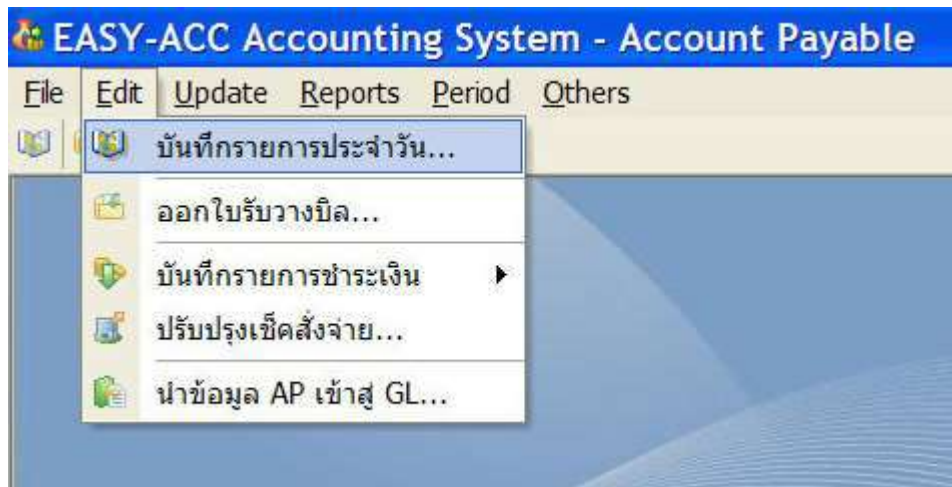 EASY-ACC Accounting System - Account Payable
File Edit Update Reports Period Others
บันทึกรายการประจำวัน...
ออกใบรับวางบิล...
บันทึกรายการชำระเงิน
ปรับปรุงเช็คสั่งจ่าย...
นำข้อมูล AP เข้าสู่ GL...